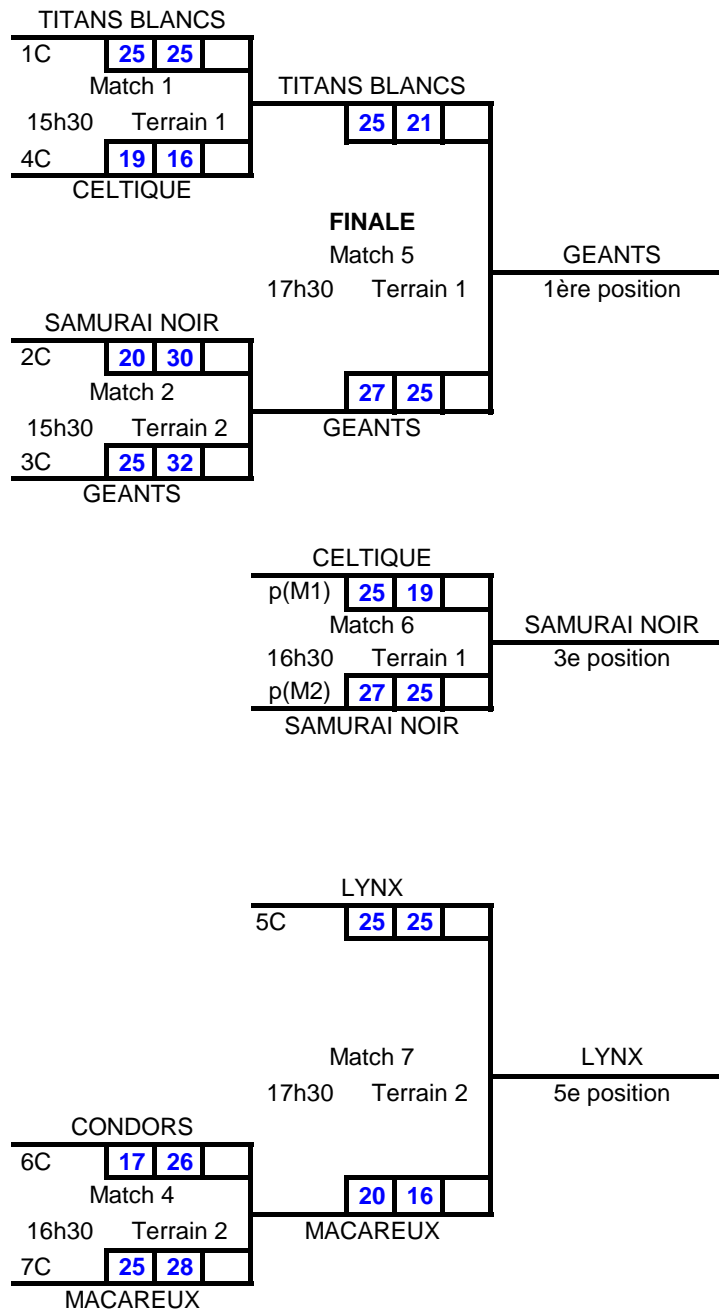 TITANS BLANCS
1C 25 25
Match 1
15h30 Terrain 1
4C 19 16
CELTIQUE
TITANS BLANCS
25 21
FINALE
Match 5
17h30 Terrain 1
27 25
GEANTS
GEANTS
1ère position
SAMURAI NOIR
2C 20 30
Match 2
15h30 Terrain 2
3C 25 32
GEANTS
CELTIQUE
p(M1) 25 19
Match 6
16h30 Terrain 1
p(M2) 27 25
SAMURAI NOIR
SAMURAI NOIR
3e position
LYNX
5C 25 25
Match 7
17h30 Terrain 2
20 16
MACAREUX
LYNX
5e position
CONDORS
6C 17 26
Match 4
16h30 Terrain 2
7C 25 28
MACAREUX